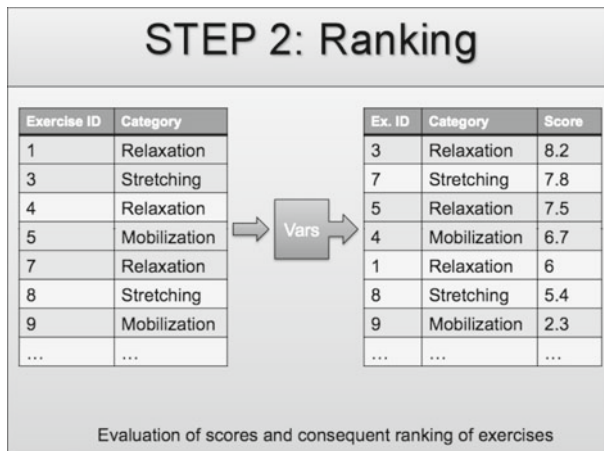 STEP 2: Ranking
Exercise ID Category
1 Relaxation
3 Stretching
4 Relaxation
5 Mobilization
7 Relaxation
8 Stretching
9 Mobilization
... ...
Vars
Ex. ID Category Score
3 Relaxation 8.2
7 Stretching 7.8
5 Relaxation 7.5
4 Mobilization 6.7
1 Relaxation 6
8 Stretching 5.4
9 Mobilization 2.3
... ... ...
Evaluation of scores and consequent ranking of exercises